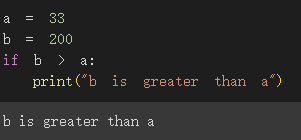 a = 33
b = 200
if b > a:
    print("b is greater than a")
b is greater than a